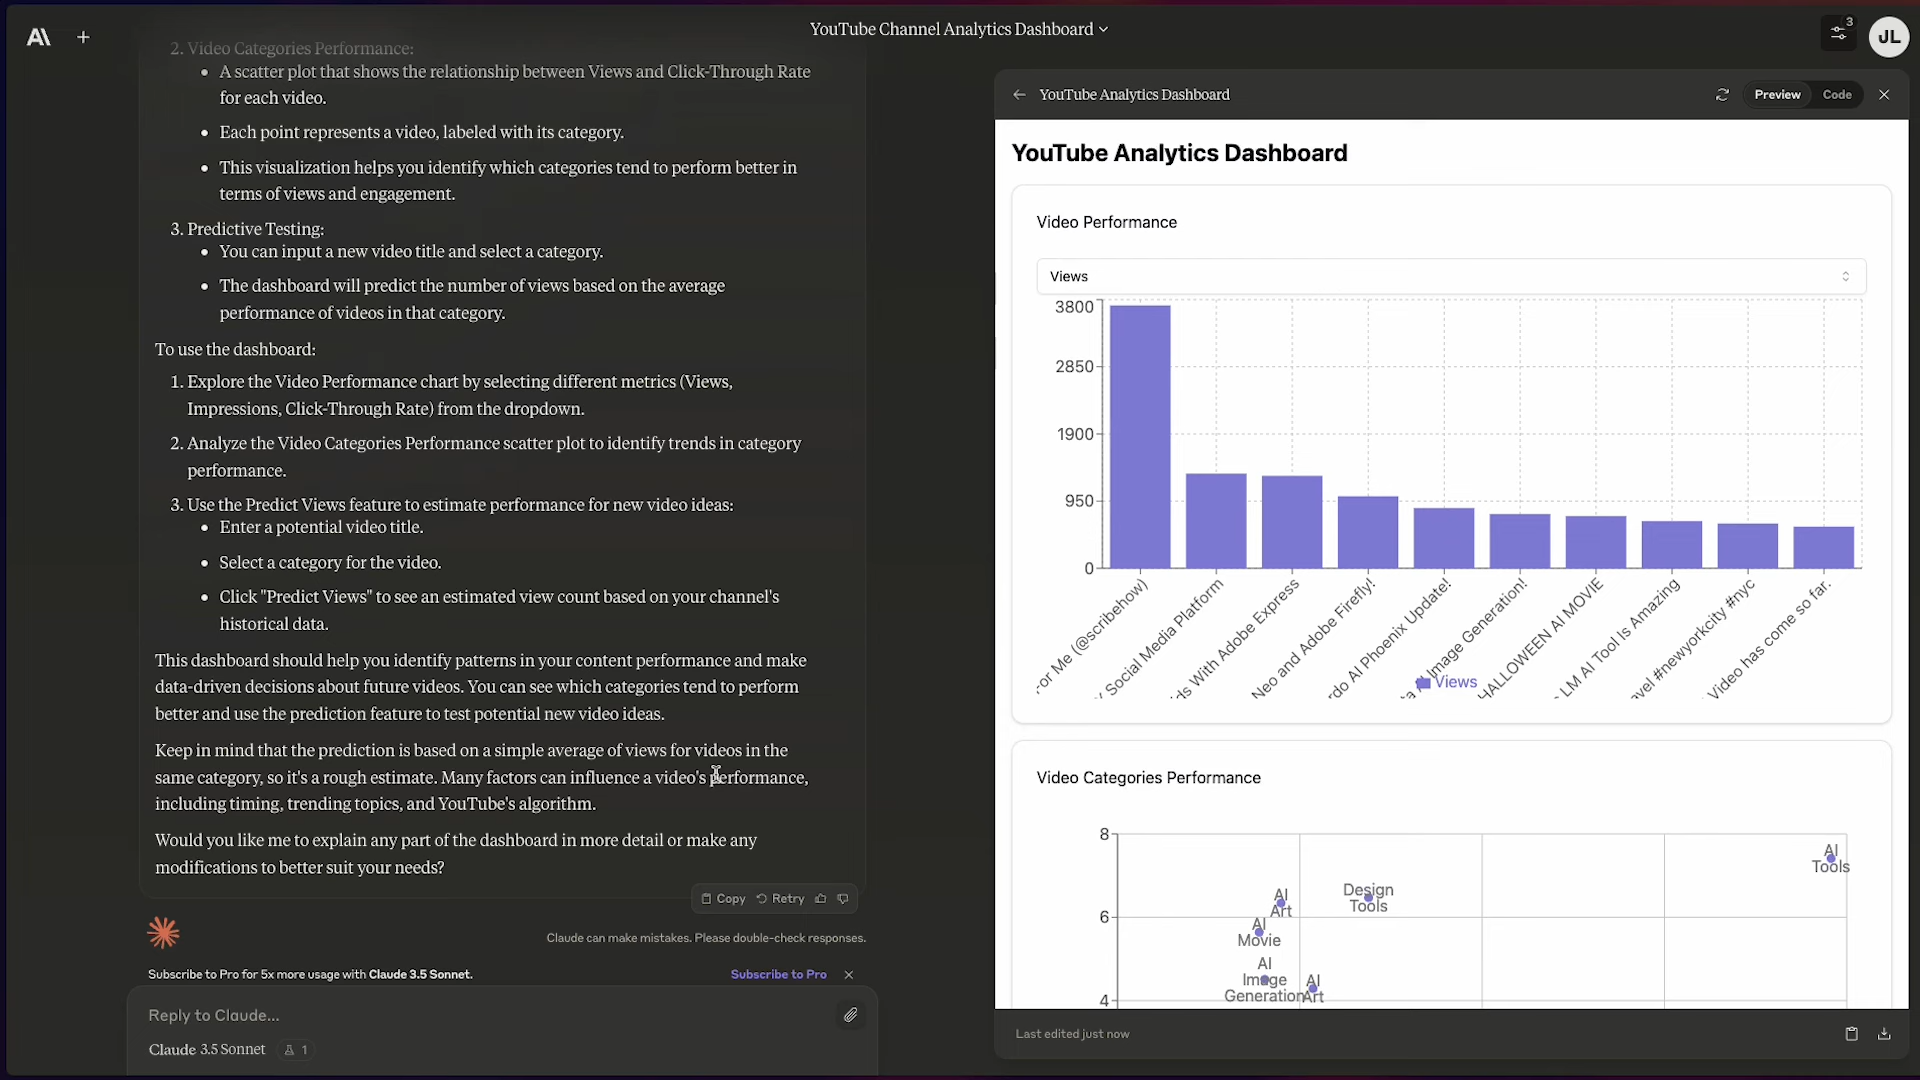 YouTube Channel Analytics Dashboard
3
JL
2. Video Categories Performance:
A scatter plot that shows the relationship between Views and Click-Through Rate
for each video.
Each point represents a video, labeled with its category.
This visualization helps you identify which categories tend to perform better in
terms of views and engagement.
3. Predictive Testing:
You can input a new video title and select a category.
The dashboard will predict the number of views based on the average
performance of videos in that category.
To use the dashboard:
1. Explore the Video Performance chart by selecting different metrics (Views,
Impressions, Click-Through Rate) from the dropdown.
2. Analyze the Video Categories Performance scatter plot to identify trends in category
performance.
3. Use the Predict Views feature to estimate performance for new video ideas:
Enter a potential video title.
Select a category for the video.
Click "Predict Views" to see an estimated view count based on your channel's
historical data.
This dashboard should help you identify patterns in your content performance and make
data-driven decisions about future videos. You can see which categories tend to perform
better and use the prediction feature to test potential new video ideas.
Keep in mind that the prediction is based on a simple average of views for videos in the
same category, so it's a rough estimate. Many factors can influence a video's performance,
including timing, trending topics, and YouTube's algorithm.
Would you like me to explain any part of the dashboard in more detail or make any
modifications to better suit your needs?
Copy Retry
Claude can make mistakes. Please double-check responses.
Subscribe to Pro for 5x more usage with Claude 3.5 Sonnet. Subscribe to Pro
Reply to Claude...
Claude 3.5 Sonnet 1
YouTube Analytics Dashboard
Preview Code
YouTube Analytics Dashboard
Video Performance
Views
3800
2850
1900
950
0
For Me (@scribehow)
Social Media Platform
ds With Adobe Express
Neo and Adobe Firefly!
rdo AI Phoenix Update!
Image Generation!
HALLOWEEN AI MOVIE
LM AI Tool Is Amazing
avel #newyorkcity #nyc
Video has come so far.
Views
Video Categories Performance
8
6
4
AI
Tools
Design
Tools
AI
Art
AI
Movie
AI
Image
Generation
AI
Art
Last edited just now